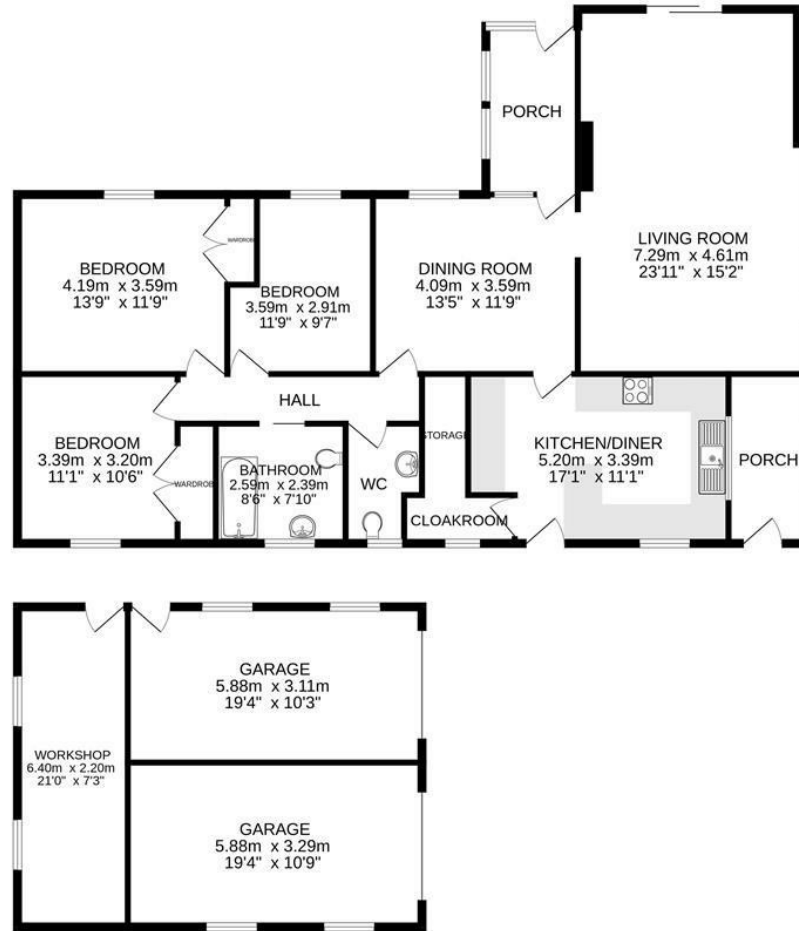 PORCH
LIVING ROOM
7.29m x 4.61m
23'11" x 15'2"
BEDROOM
4.19m x 3.59m
13'9" x 11'9"
WARDROB
BEDROOM
3.59m x 2.91m
11'9" x 9'7"
DINING ROOM
4.09m x 3.59m
13'5" x 11'9"
HALL
BEDROOM
3.39m x 3.20m
11'1" x 10'6"
WARDROB
BATHROOM
2.59m x 2.39m
8'6" x 7'10"
WC
STORAGE
CLOAKROOM
KITCHEN/DINER
5.20m x 3.39m
17'1" x 11'1"
PORCH
GARAGE
5.88m x 3.11m
19'4" x 10'3"
WORKSHOP
6.40m x 2.20m
21'0" x 7'3"
GARAGE
5.88m x 3.29m
19'4" x 10'9"